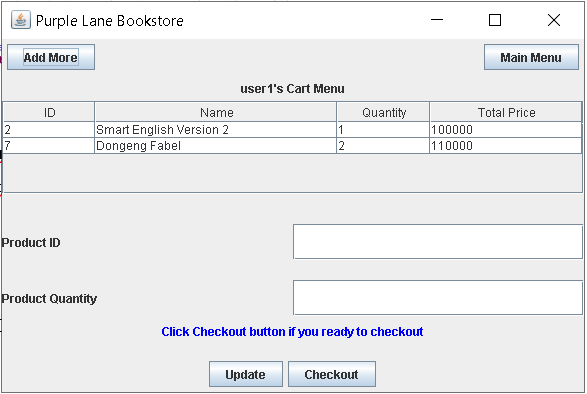 Purple Lane Bookstore
Add More Main Menu
user1's Cart Menu
ID Name Quantity Total Price
2 Smart English Version 2 1 100000
7 Dongeng Fabel 2 110000
Product ID
Product Quantity
Click Checkout button if you ready to checkout
Update Checkout